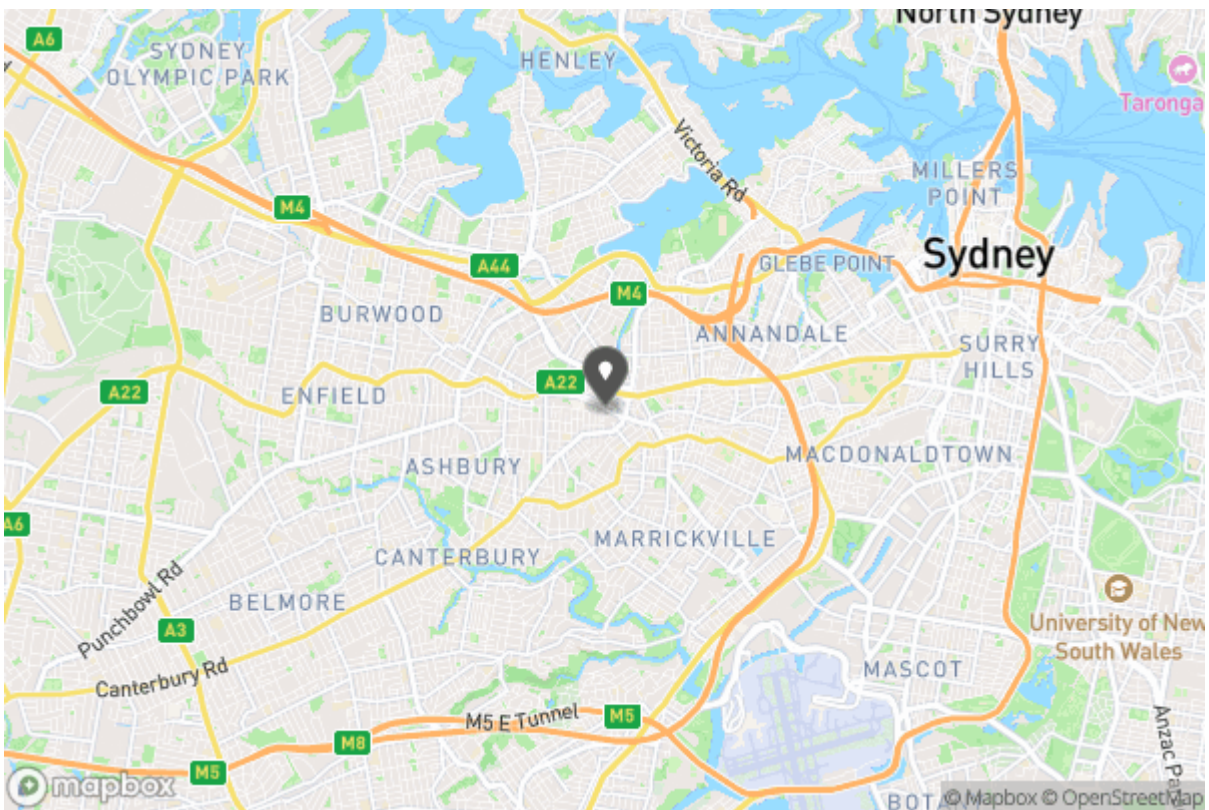 North Sydney
A6
SYDNEY
OLYMPIC PARK
HENLEY
Taronga
Victoria Rd
MILLERS
POINT
M4
Sydney
GLEBE POINT
A44
M4
BURWOOD
ANNANDALE
SURRY
HILLS
A22
A22
ENFIELD
ASHBURY
MACDONALDTOWN
A6
MARRICKVILLE
CANTERBURY
Punchbowl Rd
BELMORE
University of New
South Wales
A3
Canterbury Rd
MASCOT
M5 E Tunnel
M5
M8
M5
Anzac Pa
mapbox
BOTA
© Mapbox © OpenStreetMap